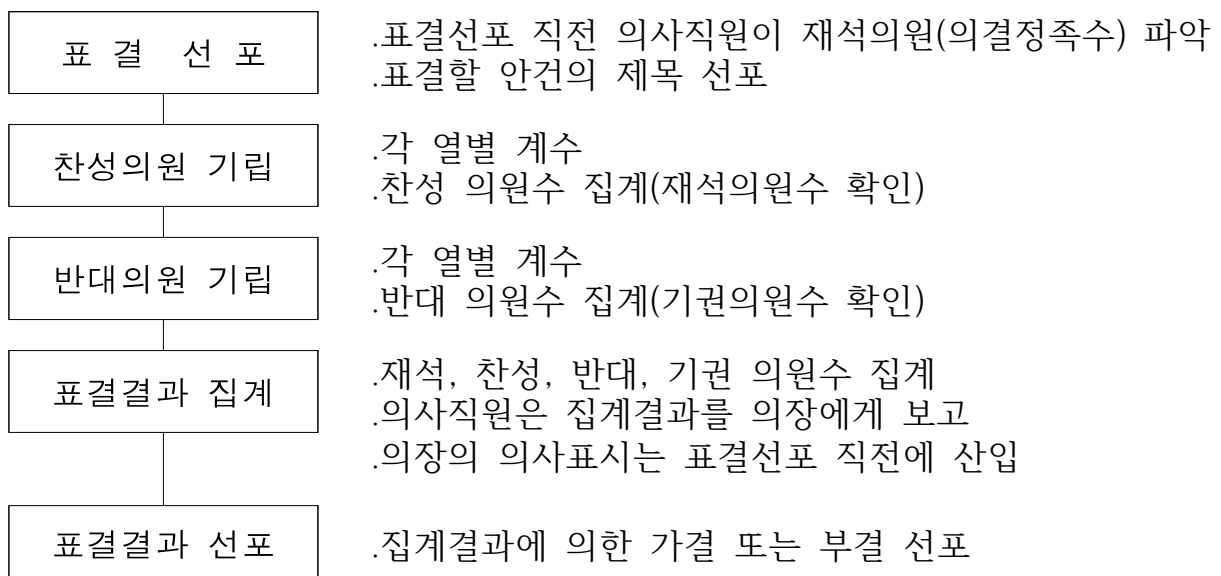 표 결 선 포
.표결선포 직전 의사직원이 재석의원(의결정족수) 파악
.표결할 안건의 제목 선포
찬성의원 기립
.각 열별 계수
.찬성 의원수 집계(재석의원수 확인)
반대의원 기립
.각 열별 계수
.반대 의원수 집계(기권의원수 확인)
표결결과 집계
.재석, 찬성, 반대, 기권 의원수 집계
.의사직원은 집계결과를 의장에게 보고
.의장의 의사표시는 표결선포 직전에 산입
표결결과 선포
.집계결과에 의한 가결 또는 부결 선포